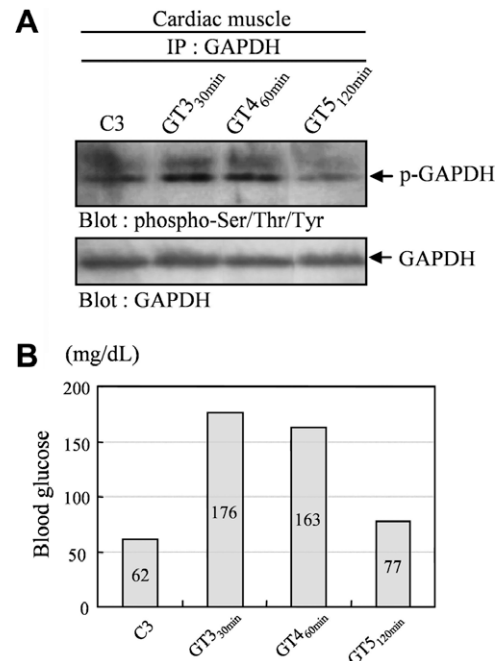 A
Cardiac muscle
IP : GAPDH
C3 GT3 30min GT4 60min GT5 120min
p-GAPDH
Blot : phospho-Ser/Thr/Tyr
GAPDH
Blot : GAPDH
B (mg/dL)
Blood glucose
200
150
100
50
0
62 176 163 77
C3 GT3 30min GT4 60min GT5 120min